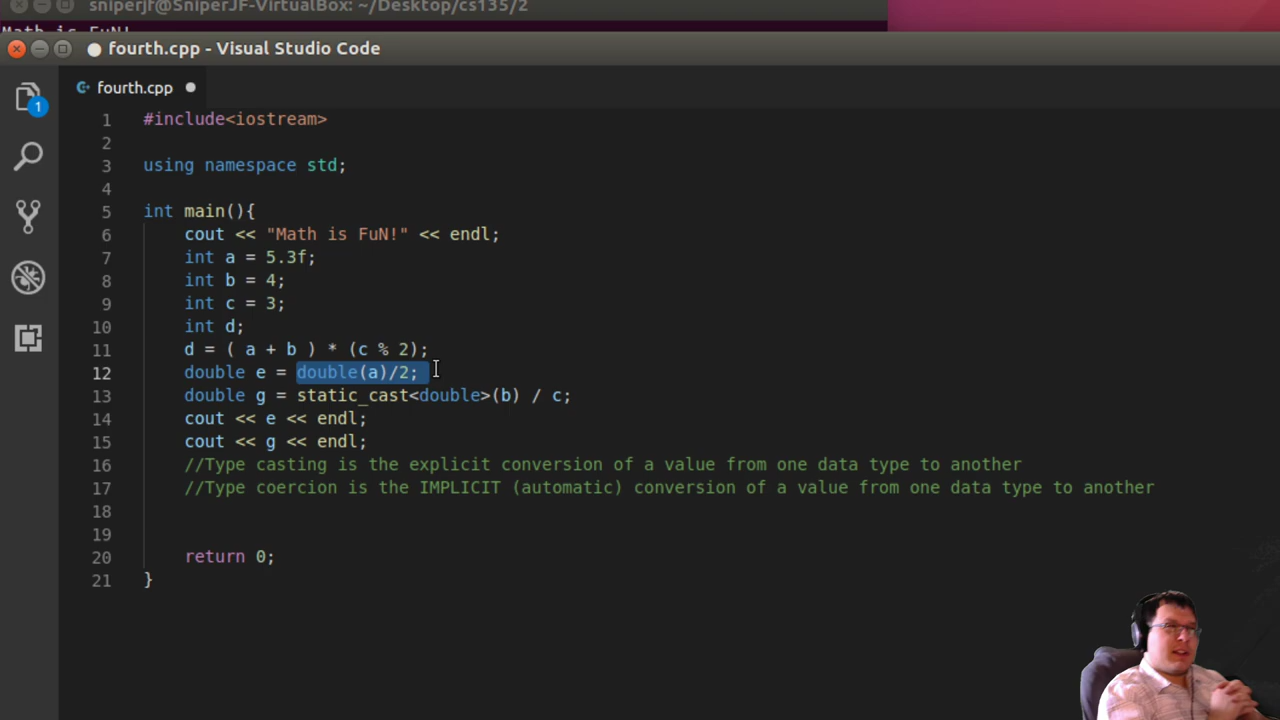 sniperjf@SniperJF-VirtualBox: ~/Desktop/cs135/2
Math is FuN!
fourth.cpp - Visual Studio Code
fourth.cpp
1
1 #include<iostream>
2
3 using namespace std;
4
5 int main(){
6 cout << "Math is FuN!" << endl;
7 int a = 5.3f;
8 int b = 4;
9 int c = 3;
10 int d;
11 d = ( a + b ) * (c % 2);
12 double e = double(a)/2;
13 double g = static_cast<double>(b) / c;
14 cout << e << endl;
15 cout << g << endl;
16 //Type casting is the explicit conversion of a value from one data type to another
17 //Type coercion is the IMPLICIT (automatic) conversion of a value from one data type to another
18
19
20 return 0;
21 }